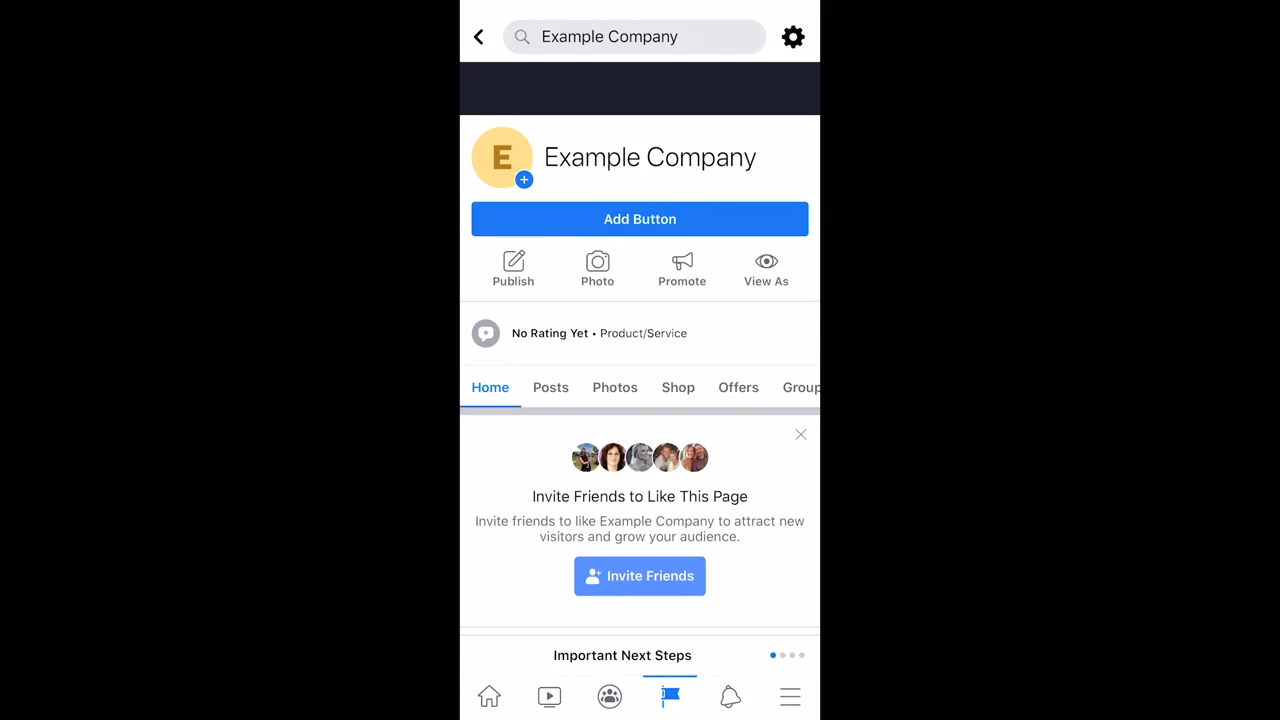 Example Company
E
Example Company
Add Button
Publish Photo Promote View As
No Rating Yet • Product/Service
Home Posts Photos Shop Offers Group
Invite Friends to Like This Page
Invite friends to like Example Company to attract new
visitors and grow your audience.
Invite Friends
Important Next Steps